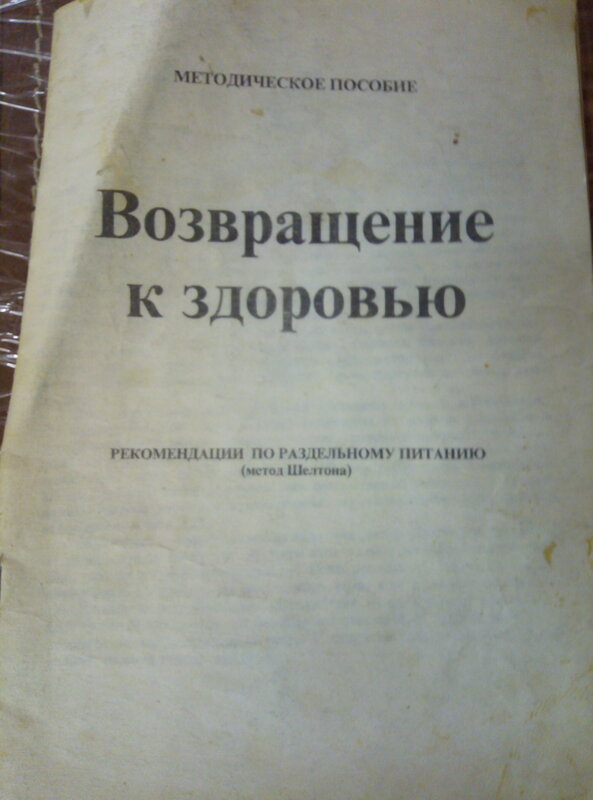 МЕТОДИЧЕСКОЕ ПОСОБИЕ
Возвращение
к здоровью
РЕКОМЕНДАЦИИ ПО РАЗДЕЛЬНОМУ ПИТАНИЮ
(метод Шелтона)